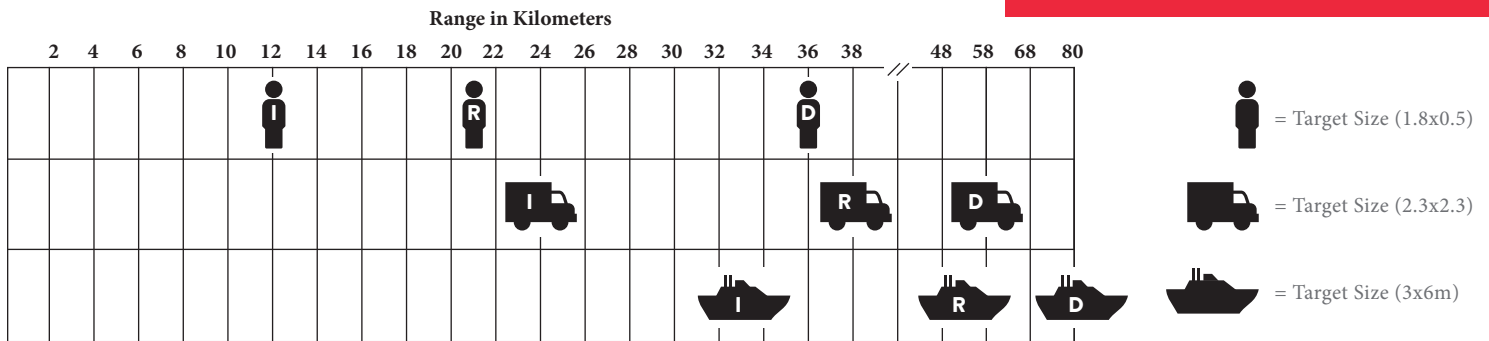 Range in Kilometers
2 4 6 8 10 12 14 16 18 20 22 24 26 28 30 32 34 36 38 // 48 58 68 80
I R D
= Target Size (1.8x0.5)
I R D
= Target Size (2.3x2.3)
I R D
= Target Size (3x6m)